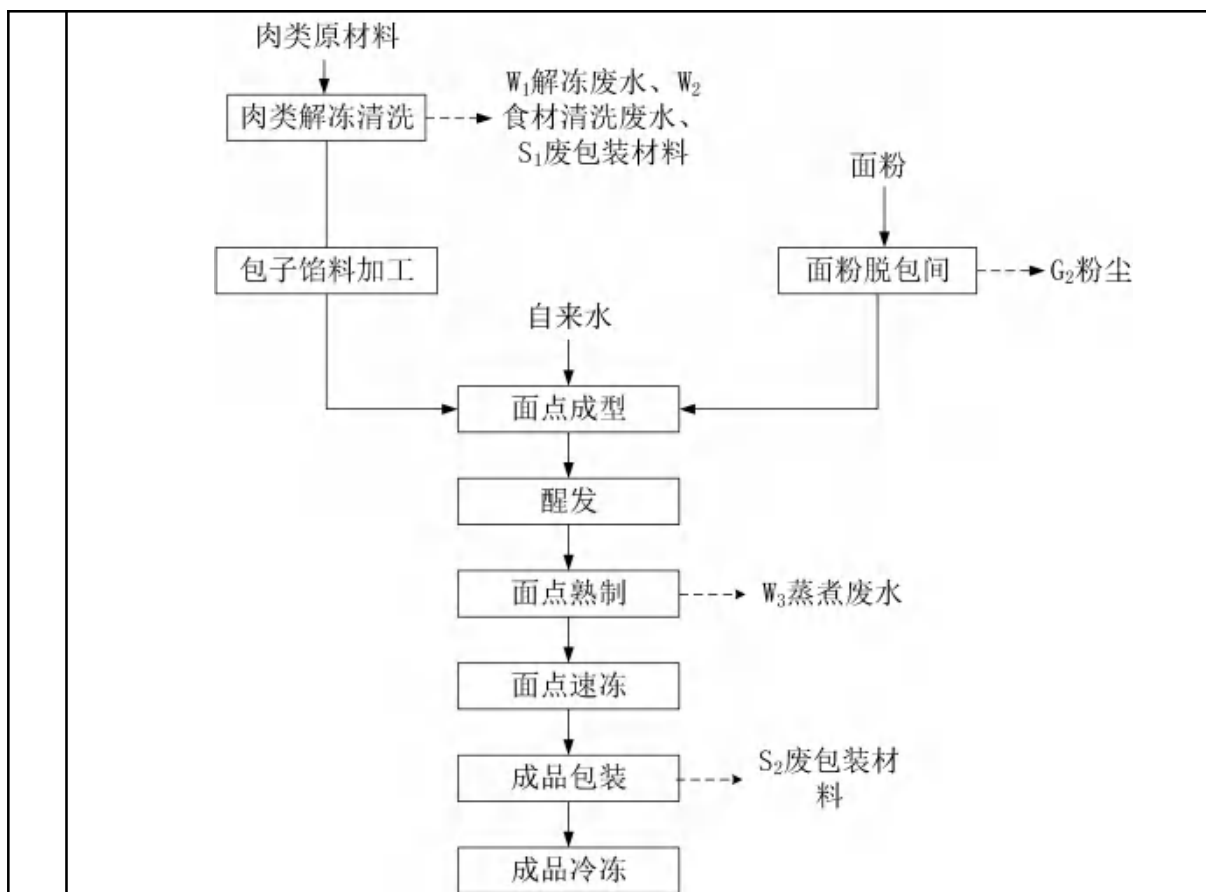 肉类原材料
肉类解冻清洗
W₁解冻废水、W₂
食材清洗废水、
S₁废包装材料
面粉
包子馅料加工
面粉脱包间
G₂粉尘
自来水
面点成型
醒发
面点熟制
W₃蒸煮废水
面点速冻
成品包装
S₂废包装材
料
成品冷冻